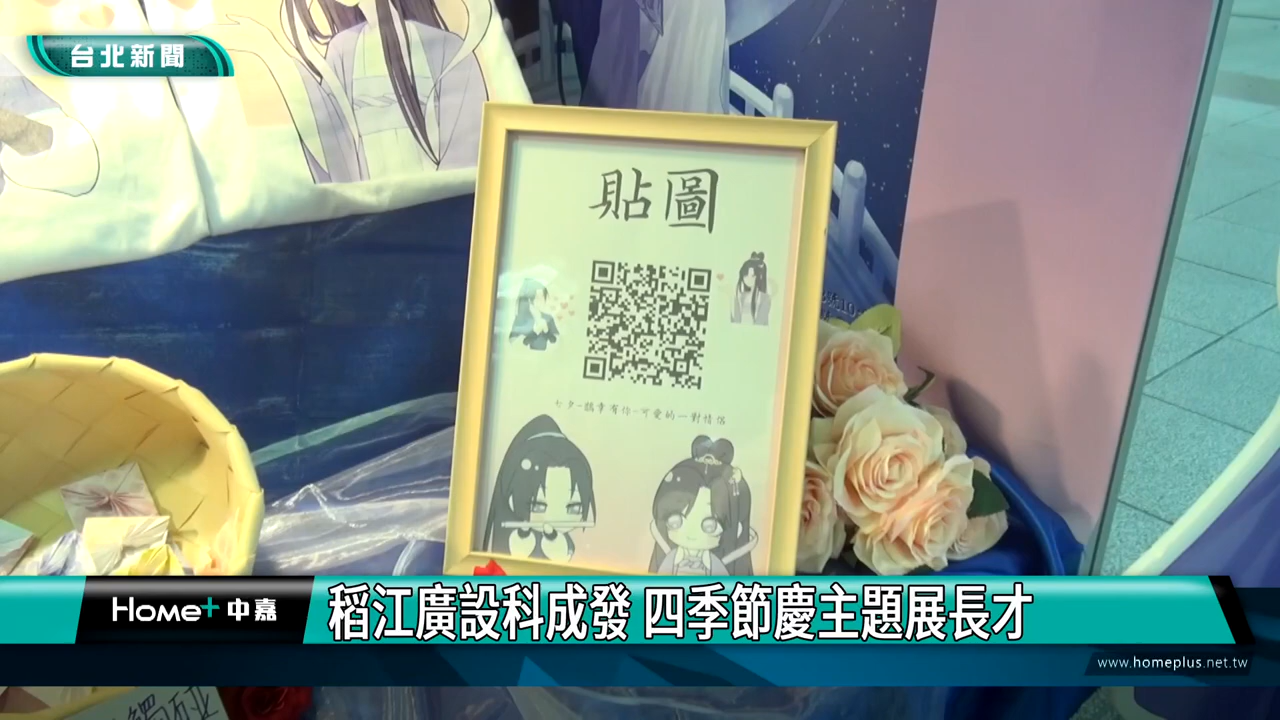 台北新聞
貼圖
七夕-鵲幸有你-可愛的一對情侶
Home+中嘉
稻江廣設科成發 四季節慶主題展長才
www.homeplus.net.tw